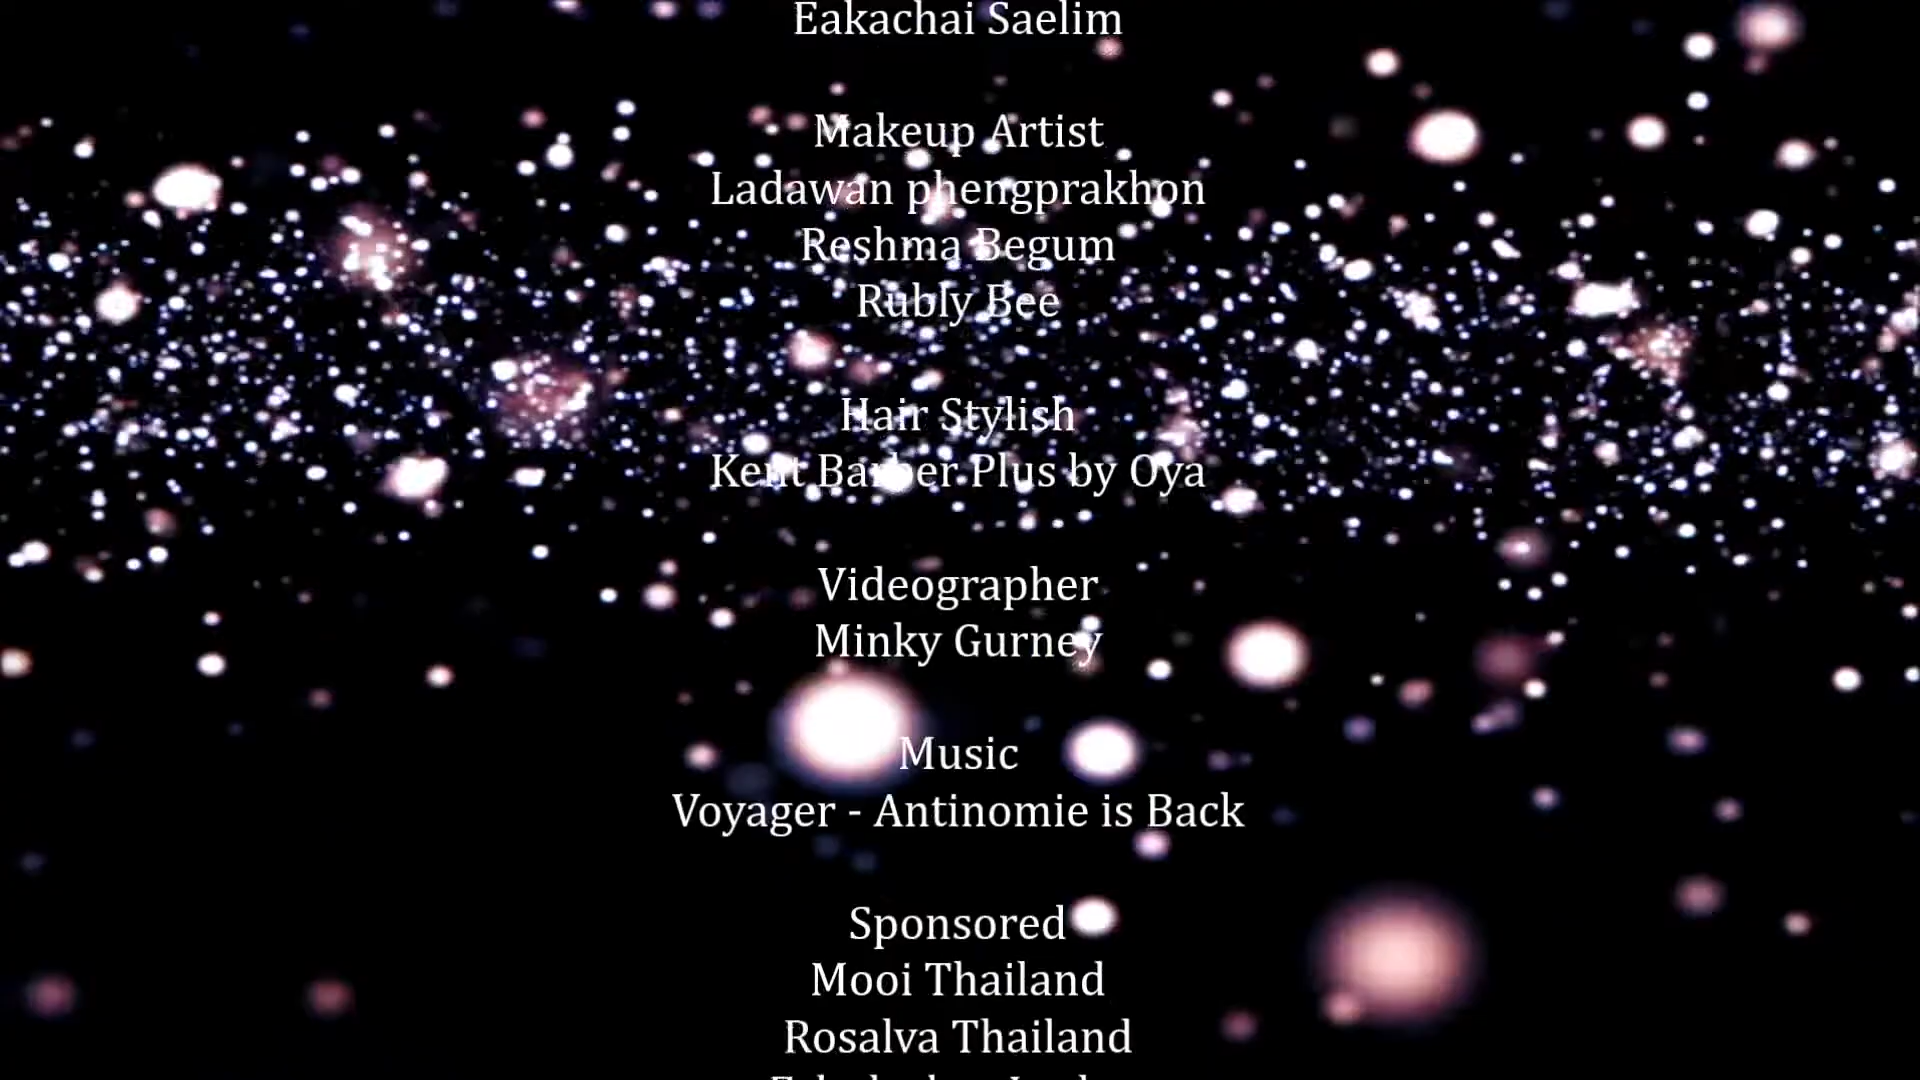 Eakachai Saelim
Makeup Artist
Ladawan phengprakhon
Reshma Begum
Rubly Bee
Hair Stylish
Kent Barber Plus by Oya
Videographer
Minky Gurney
Music
Voyager - Antinomie is Back
Sponsored
Mooi Thailand
Rosalva Thailand